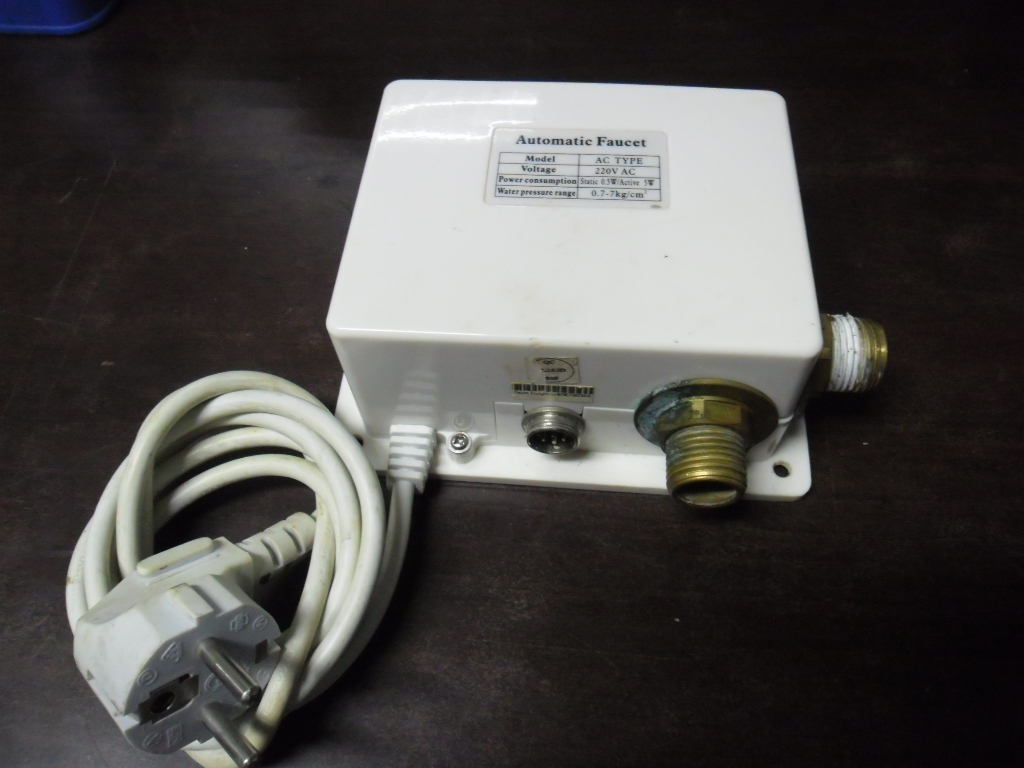 Automatic Faucet
Model AC TYPE
Voltage 220V AC
Power consumption Static 0.5W/Active 5W
Water pressure range 0.7-7kg/cm²